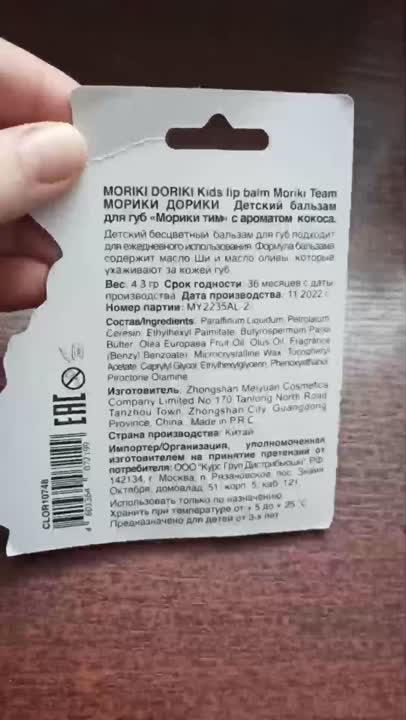 MORIKI DORIKI Kids lip balm Moriki Team
МОРИКИ ДОРИКИ Детский бальзам
для губ «Морики тим» с ароматом кокоса.
Детский бесцветный бальзам для губ подходит
для ежедневного использования. Формула бальзама
содержит масло Ши и масло оливы, которые
ухаживают за кожей губ.
Вес: 4.3 гр. Срок годности: 36 месяцев с даты
производства. Дата производства: 11.2022 г.
Номер партии: MY2235AL-2.
Состав/Ingredients: Paraffinum Liquidum, Petrolatum,
Ceresin, Ethylhexyl Palmitate, Butyrospermum Parkii
Butter, Olea Europaea Fruit Oil, Olus Oil, Fragrance
(Benzyl Benzoate), Microcrystalline Wax, Tocopheryl
Acetate, Caprylyl Glycol, Ethylhexylglycerin, Phenoxyethanol,
Piroctone Olamine.
Изготовитель: Zhongshan Meiyuan Cosmetics
Company Limited No 170 Tanlong North Road
Tanzhou Town, Zhongshan City, Guangdong
Province, China. Made in P.R.C.
Страна производства: Китай
Импортер/Организация, уполномоченная
изготовителем на принятие претензий от
потребителя: ООО "Курс Груп Дистрибьюшн", РФ,
142134, г. Москва, п. Рязановское, пос. Знамя
Октября, домовлад. 51, корп. 5, каб. 121.
Использовать только по назначению.
Хранить при температуре от + 5 до + 25 °C
Предназначено для детей от 3-х лет
EAC
4 603364 072199
CLOR10748